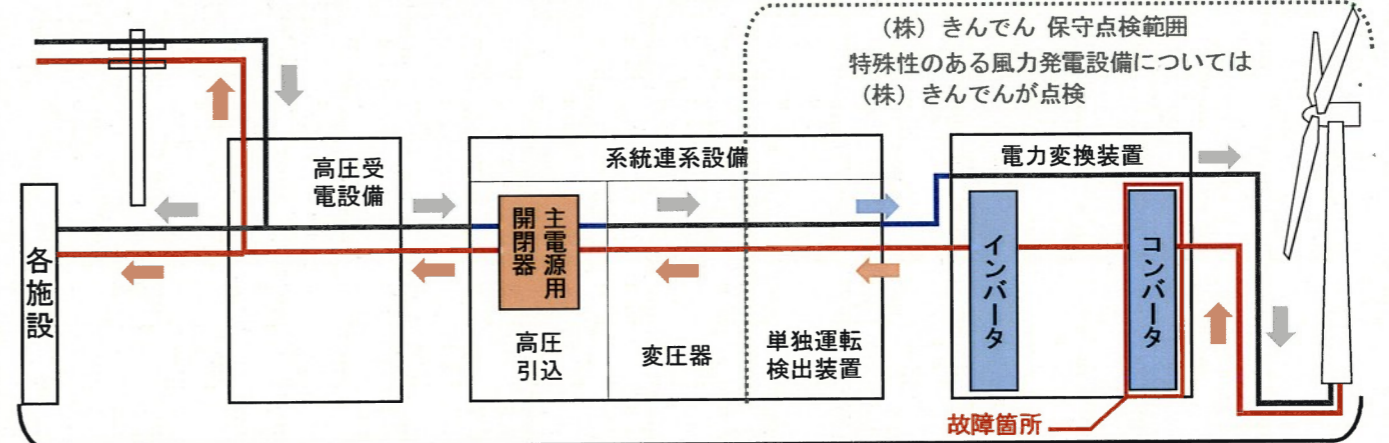 (株) きんでん 保守点検範囲
特殊性のある風力発電設備については
(株) きんでんが点検
高圧受
電設備
系統連系設備
電力変換装置
主電源用
開閉器
各施設
高圧
引込
変圧器
単独運転
検出装置
インバータ
コンバータ
故障箇所